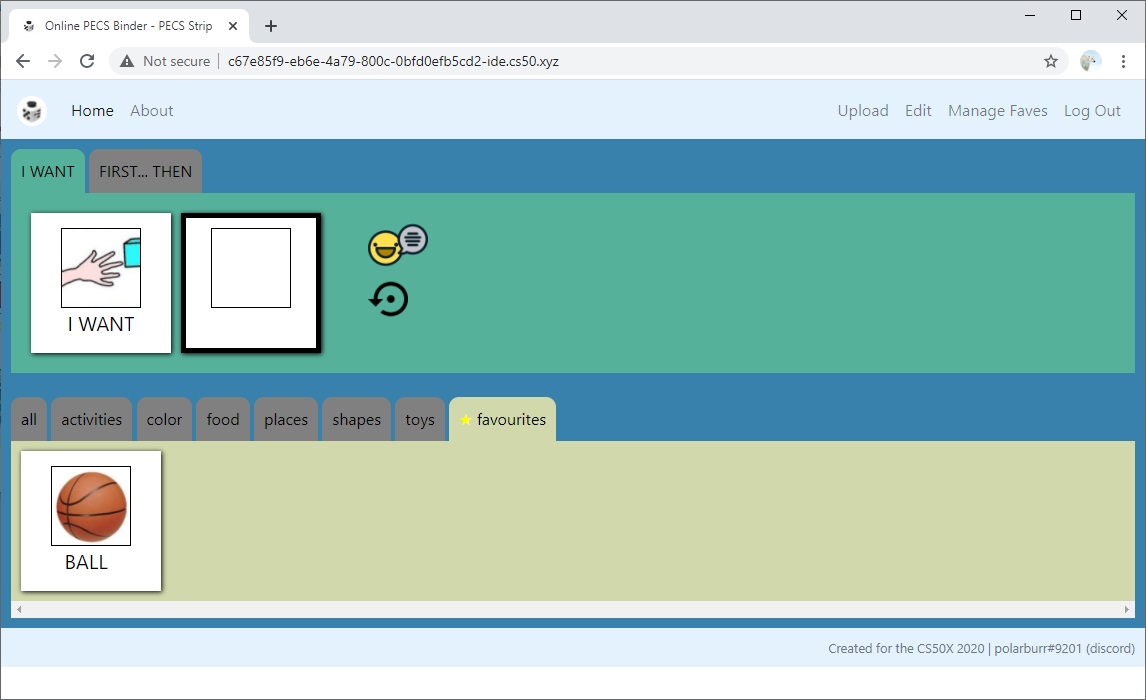 Online PECS Binder - PECS Strip
Not secure | c67e85f9-eb6e-4a79-800c-0bfd0efb5cd2-ide.cs50.xyz
Home About Upload Edit Manage Faves Log Out
I WANT FIRST... THEN
I WANT
all activities color food places shapes toys favourites
BALL
Created for the CS50X 2020 | polarburr#9201 (discord)